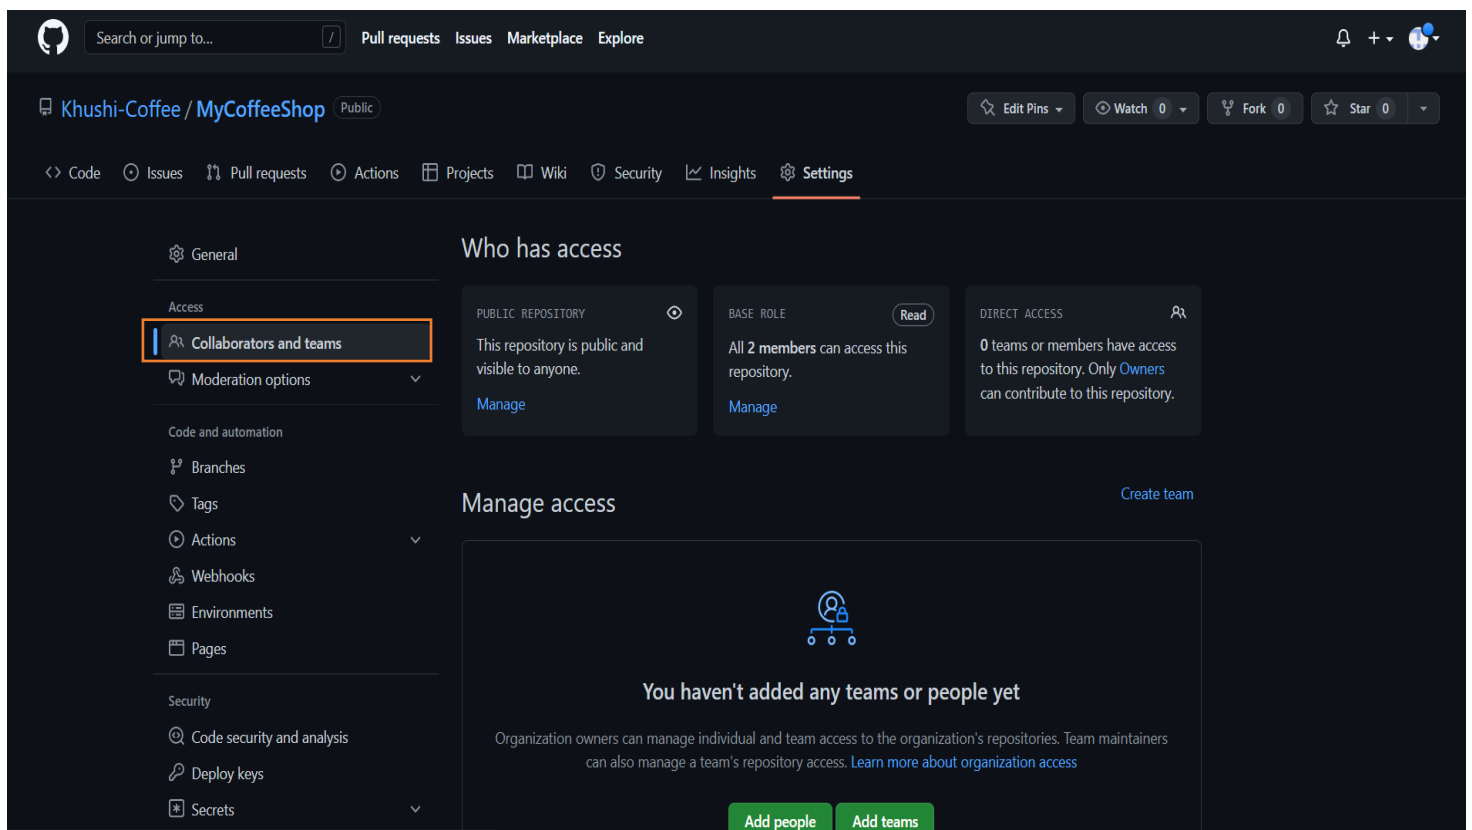 Search or jump to... / Pull requests Issues Marketplace Explore
Khushi-Coffee / MyCoffeeShop Public
Edit Pins Watch 0 Fork 0 Star 0
Code Issues Pull requests Actions Projects Wiki Security Insights Settings
General
Access
Collaborators and teams
Moderation options
Code and automation
Branches
Tags
Actions
Webhooks
Environments
Pages
Security
Code security and analysis
Deploy keys
Secrets
Who has access
PUBLIC REPOSITORY
This repository is public and
visible to anyone.
Manage
BASE ROLE Read
All 2 members can access this
repository.
Manage
DIRECT ACCESS
0 teams or members have access
to this repository. Only Owners
can contribute to this repository.
Manage access
Create team
You haven't added any teams or people yet
Organization owners can manage individual and team access to the organization's repositories. Team maintainers
can also manage a team's repository access. Learn more about organization access
Add people Add teams